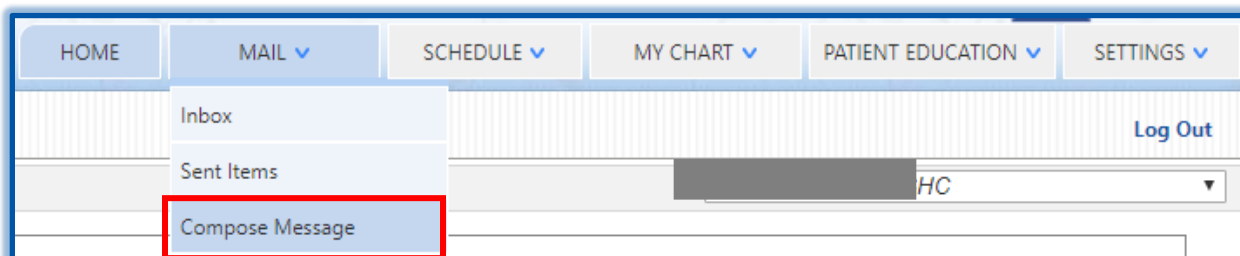 HOME MAIL SCHEDULE MY CHART PATIENT EDUCATION SETTINGS
Inbox
Log Out
Sent Items
HC
Compose Message